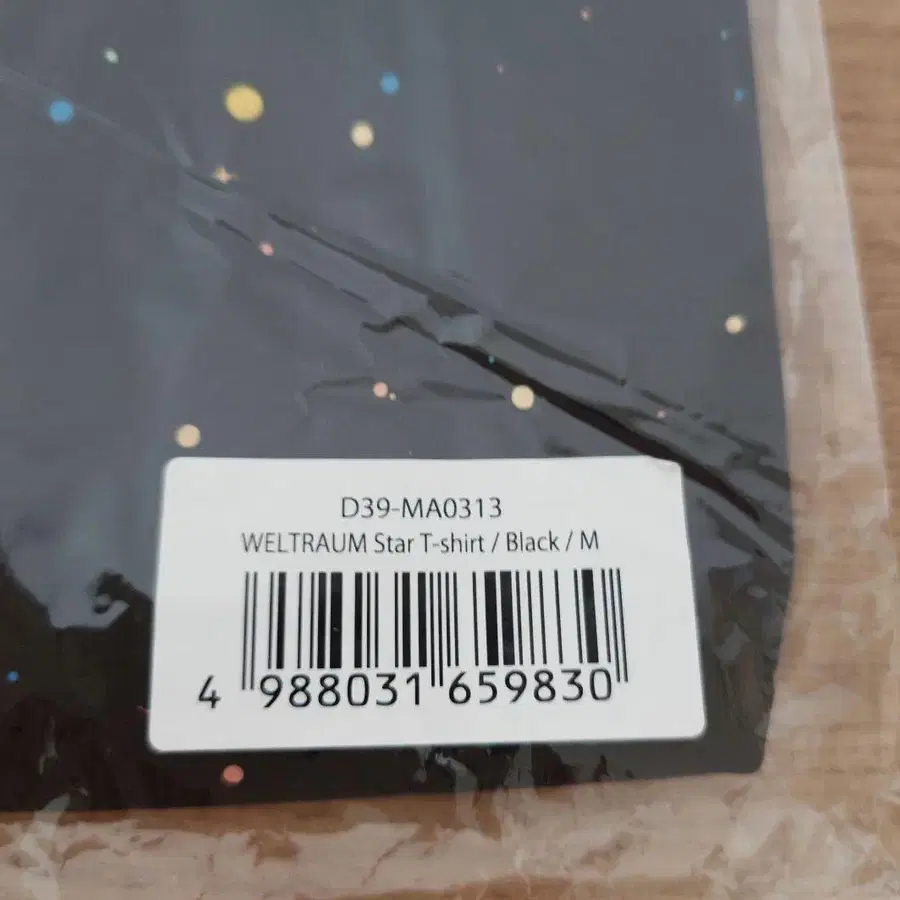 D39-MA0313
WELTRAUM Star T-shirt / Black / M
4 988031 659830